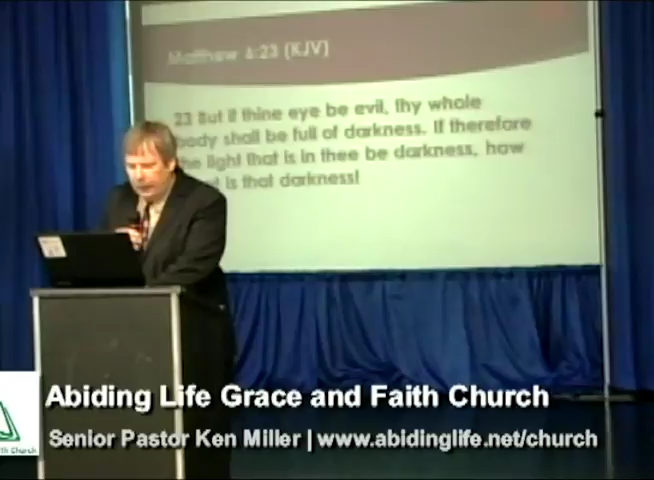 Matthew 6:23 (KJV)
23 But if thine eye be evil, thy whole
body shall be full of darkness. If therefore
the light that is in thee be darkness, how
is that darkness!
Abiding Life Grace and Faith Church
Senior Pastor Ken Miller | www.abidinglife.net/church
Church